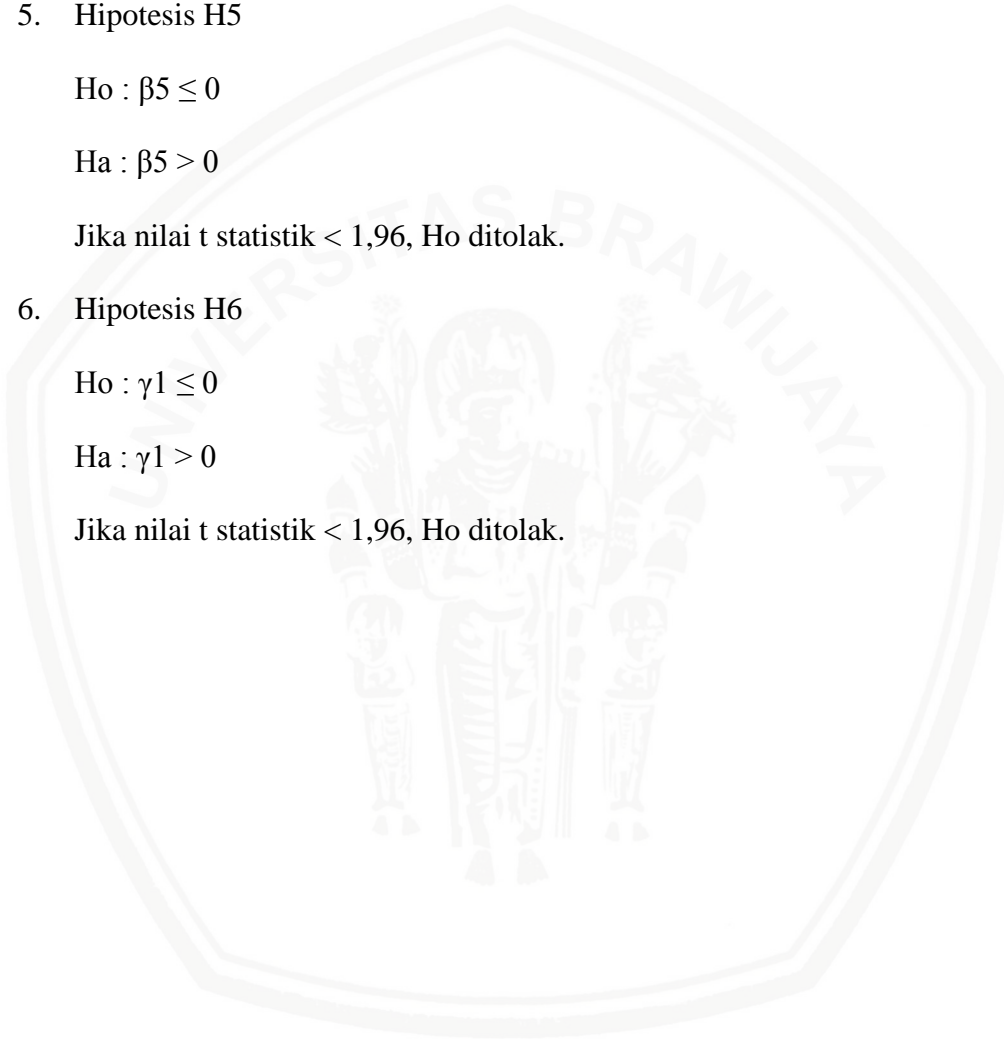 5. Hipotesis H5
Ho : β5 ≤ 0
Ha : β5 > 0
Jika nilai t statistik < 1,96, Ho ditolak.
6. Hipotesis H6
Ho : γ1 ≤ 0
Ha : γ1 > 0
Jika nilai t statistik < 1,96, Ho ditolak.
UNIVERSITAS BRAWIJAYA